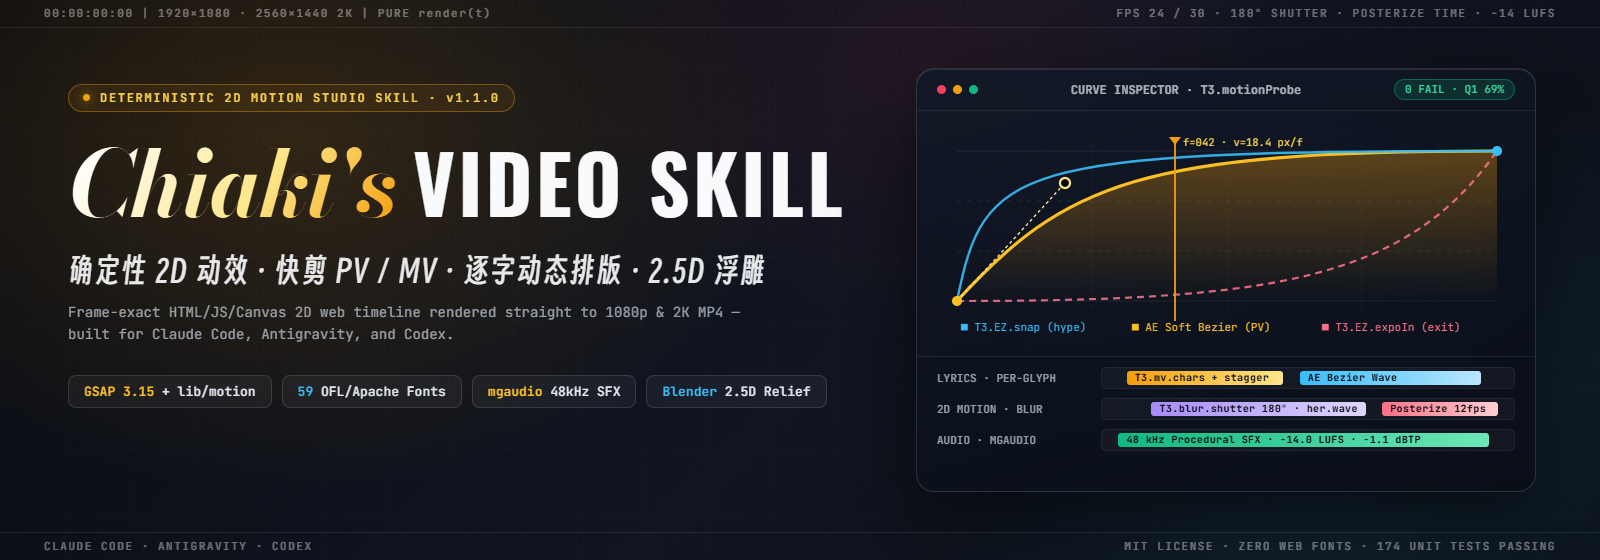 00:00:00:00 | 1920×1080 · 2560×1440 2K | PURE render(t)
FPS 24 / 30 · 180° SHUTTER · POSTERIZE TIME · -14 LUFS
DETERMINISTIC 2D MOTION STUDIO SKILL · v1.1.0
Chiaki's VIDEO SKILL
确定性 2D 动效 · 快剪 PV / MV · 逐字动态排版 · 2.5D 浮雕
Frame-exact HTML/JS/Canvas 2D web timeline rendered straight to 1080p & 2K MP4 —
built for Claude Code, Antigravity, and Codex.
GSAP 3.15 + lib/motion
59 OFL/Apache Fonts
mgaudio 48kHz SFX
Blender 2.5D Relief
CURVE INSPECTOR · T3.motionProbe
0 FAIL · Q1 69%
f=042 · v=18.4 px/f
T3.EZ.snap (hype)
AE Soft Bezier (PV)
T3.EZ.expoIn (exit)
LYRICS · PER-GLYPH
T3.mv.chars + stagger
AE Bezier Wave
2D MOTION · BLUR
T3.blur.shutter 180° · her.wave
Posterize 12fps
AUDIO · MGAUDIO
48 kHz Procedural SFX · -14.0 LUFS · -1.1 dBTP
CLAUDE CODE · ANTIGRAVITY · CODEX
MIT LICENSE · ZERO WEB FONTS · 174 UNIT TESTS PASSING